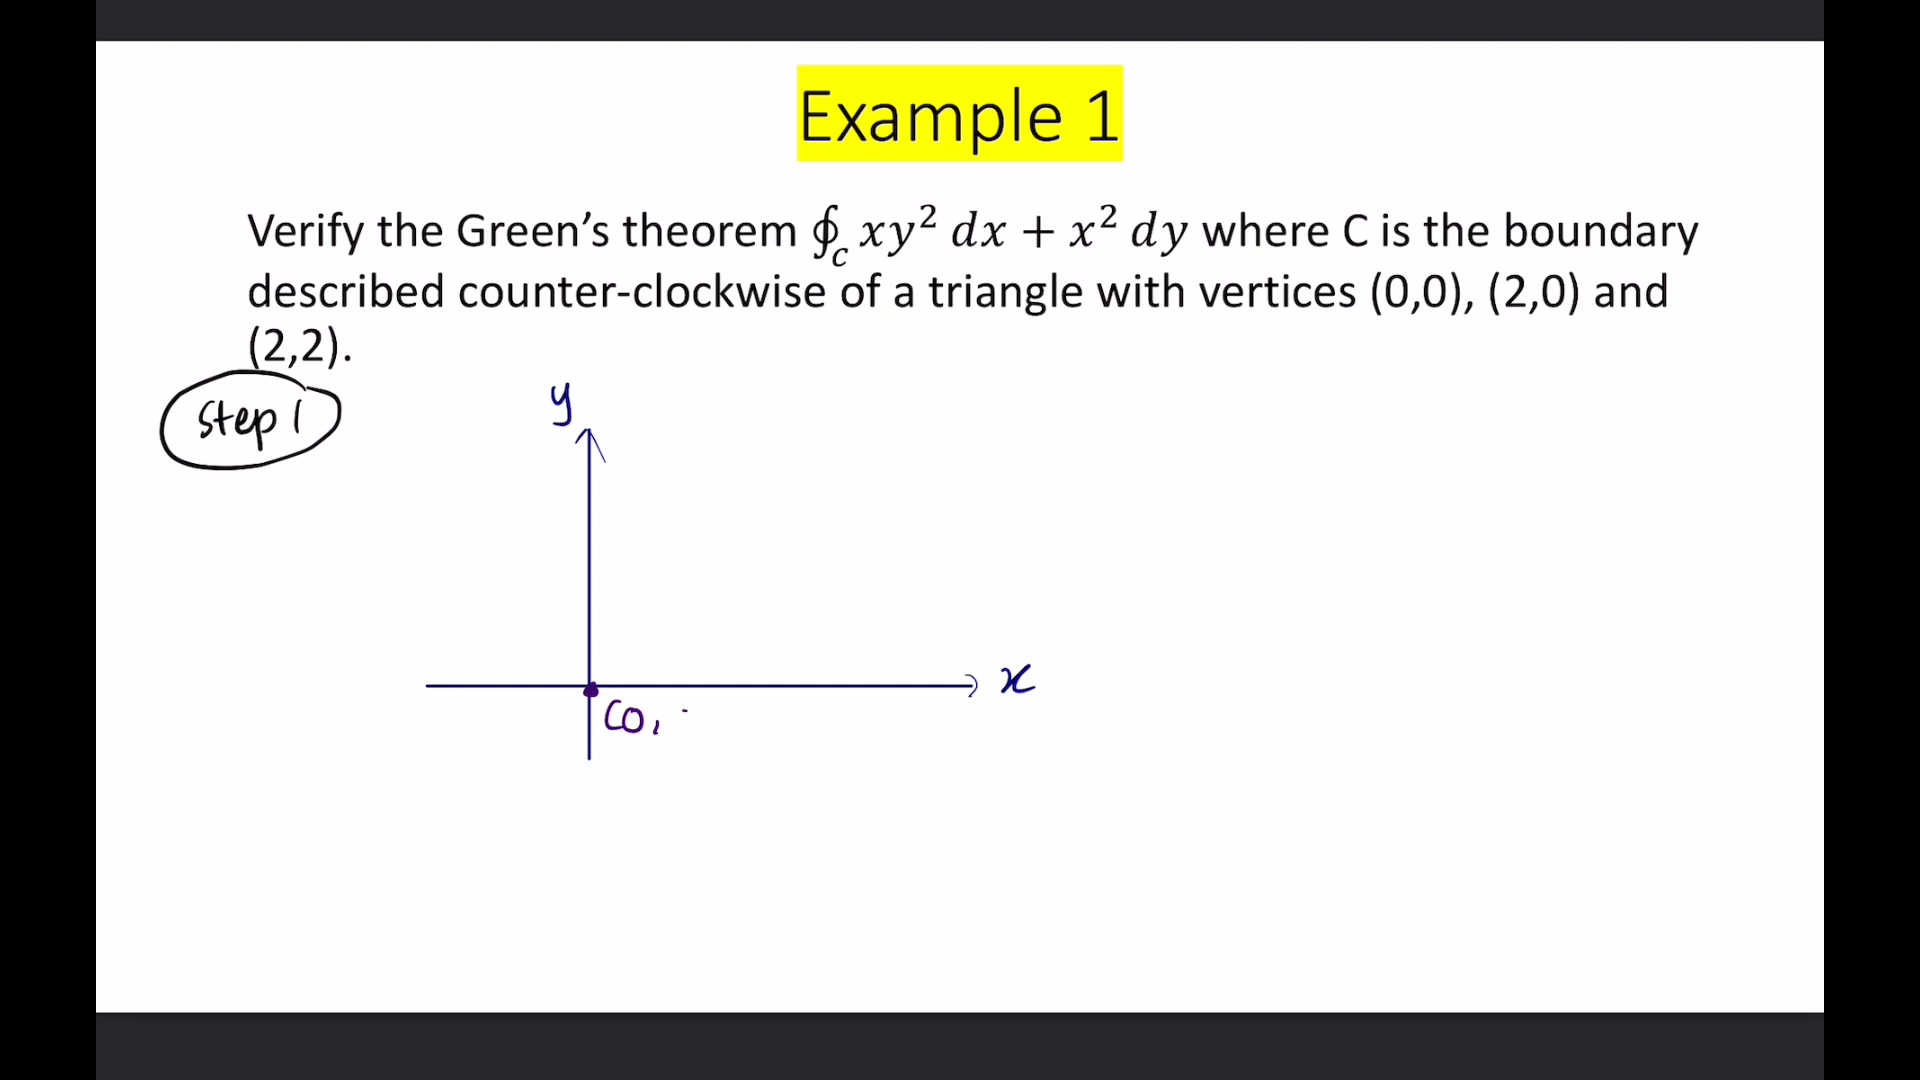 Example 1
Verify the Green’s theorem ∮_c xy² dx + x² dy where C is the boundary
described counter-clockwise of a triangle with vertices (0,0), (2,0) and
(2,2).
Step 1
y
x
(0,